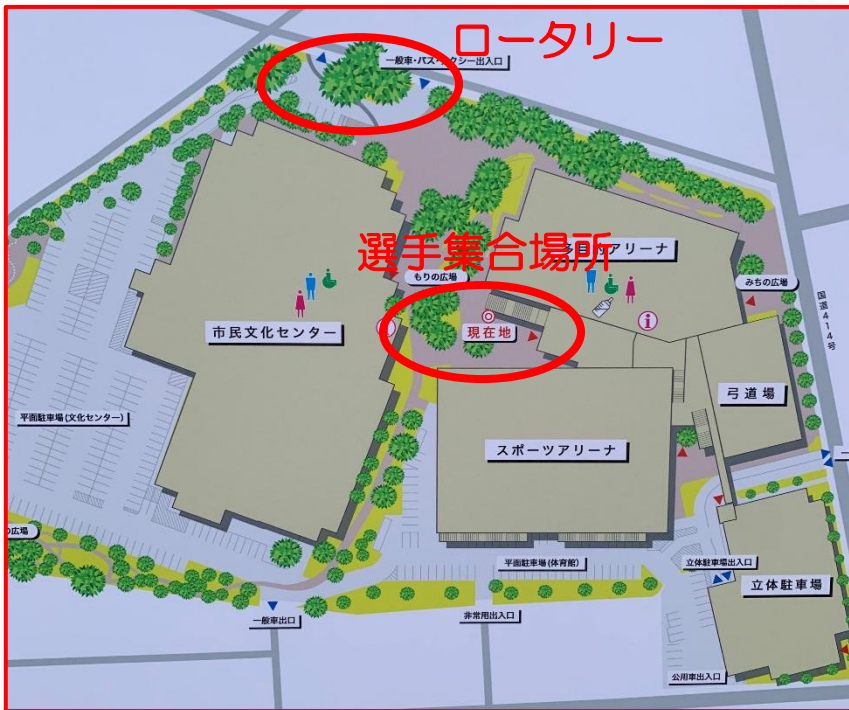 ロータリー
一般車・バス・タクシー出入口
選手集合場所
多目的アリーナ
もりの広場
みちの広場
国道414号
市民文化センター
現在地
弓道場
平面駐車場(文化センター)
スポーツアリーナ
の広場
平面駐車場(体育館)
立体駐車場出入口
立体駐車場
一般車出口
非常用出入口
公用車出入口